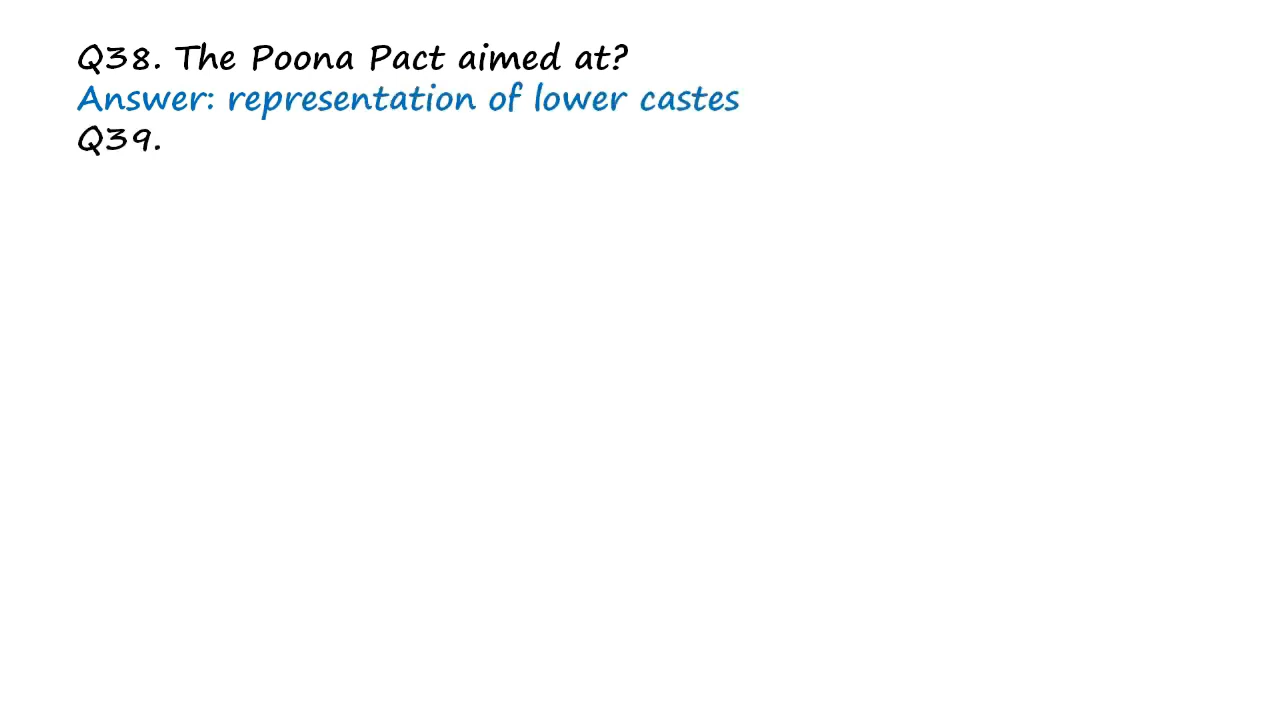 Q38. The Poona Pact aimed at?
Answer: representation of lower castes
Q39.